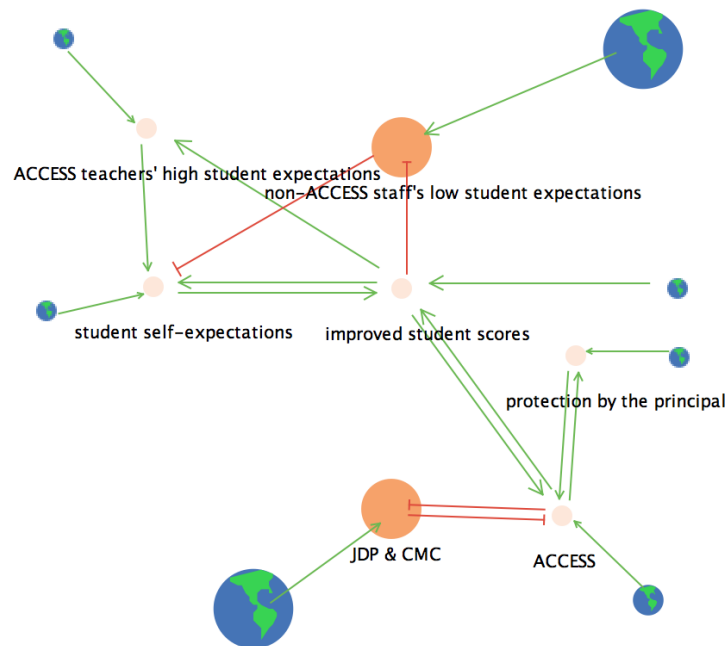 ACCESS teachers' high student expectations
non-ACCESS staff's low student expectations
student self-expectations
improved student scores
protection by the principal
JDP & CMC
ACCESS